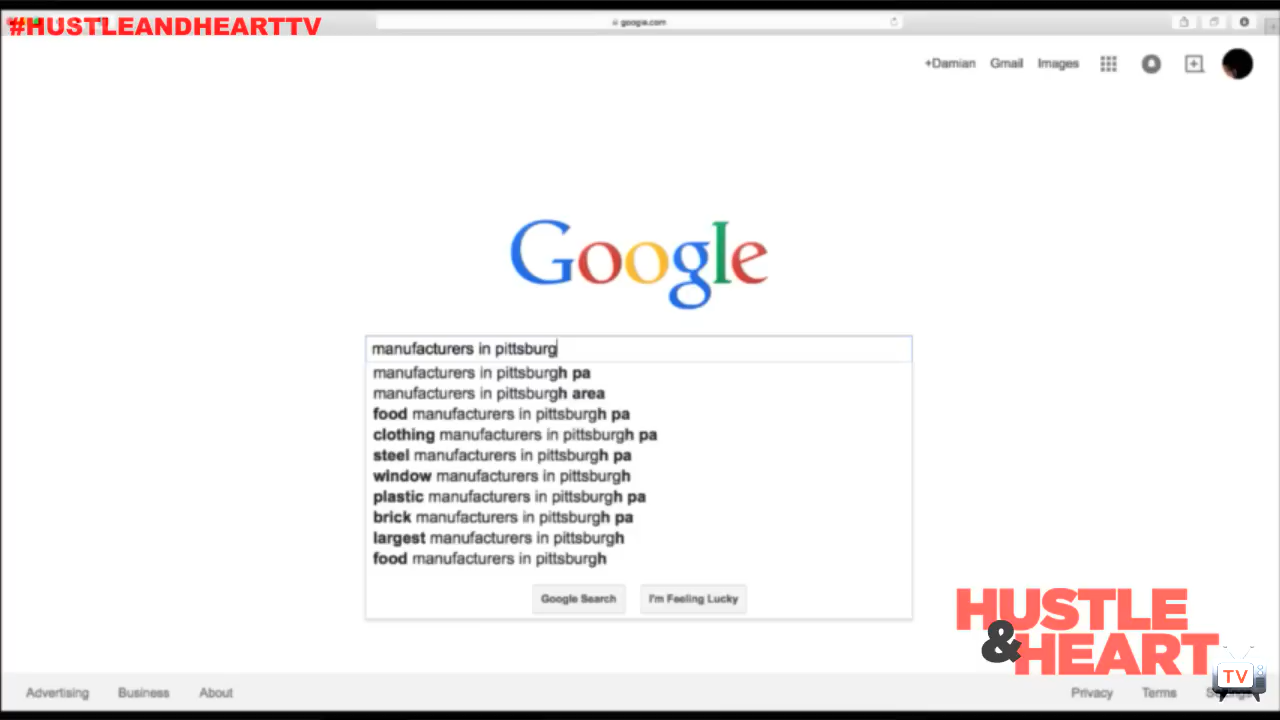 #HUSTLEANDHEARTTV
google.com
+Damian Gmail Images
Google
manufacturers in pittsburg
manufacturers in pittsburgh pa
manufacturers in pittsburgh area
food manufacturers in pittsburgh pa
clothing manufacturers in pittsburgh pa
steel manufacturers in pittsburgh pa
window manufacturers in pittsburgh
plastic manufacturers in pittsburgh pa
brick manufacturers in pittsburgh pa
largest manufacturers in pittsburgh
food manufacturers in pittsburgh
Google Search I'm Feeling Lucky
HUSTLE
&HEART
TV
Advertising Business About Privacy Terms